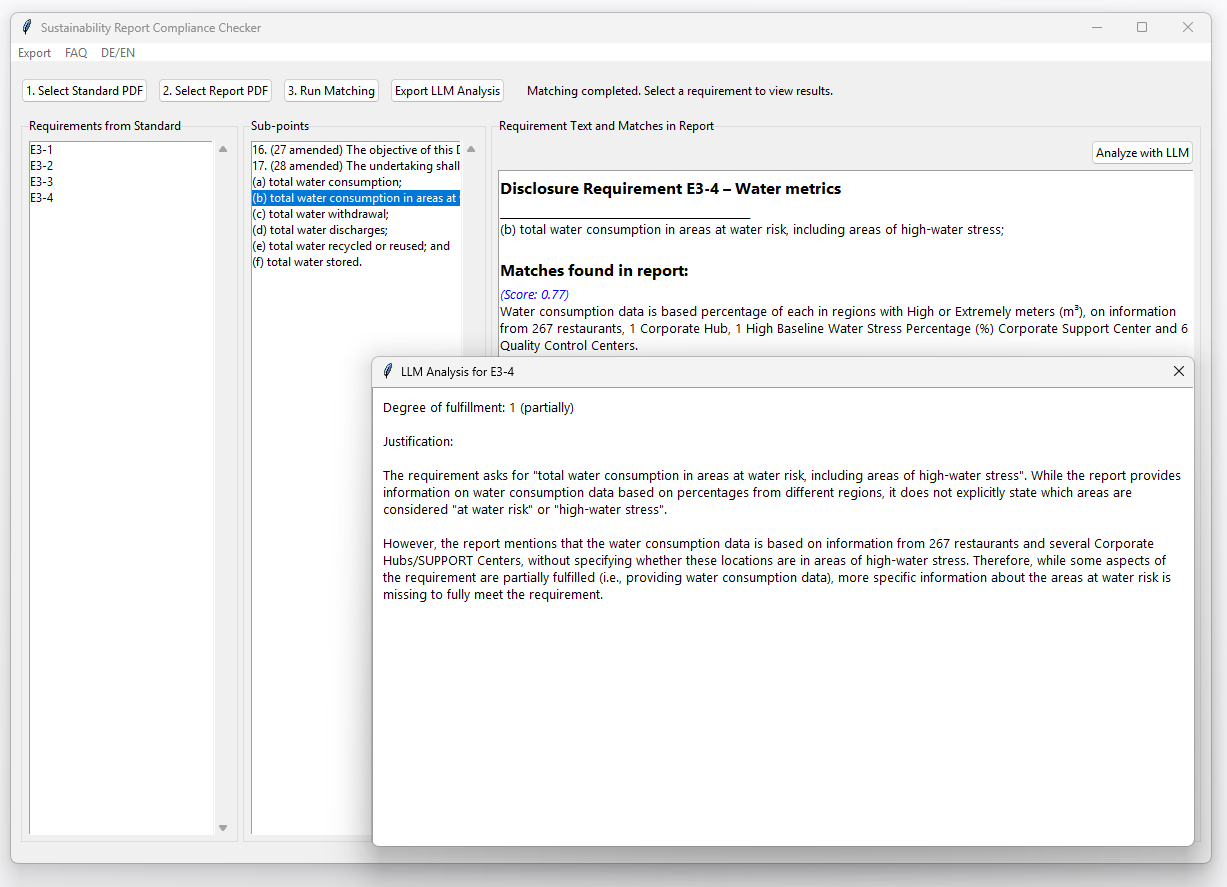 Sustainability Report Compliance Checker
Export FAQ DE/EN
1. Select Standard PDF 2. Select Report PDF 3. Run Matching Export LLM Analysis Matching completed. Select a requirement to view results.
Requirements from Standard
E3-1
E3-2
E3-3
E3-4
Sub-points
16. (27 amended) The objective of this
17. (28 amended) The undertaking shall
(a) total water consumption;
(b) total water consumption in areas at
(c) total water withdrawal;
(d) total water discharges;
(e) total water recycled or reused; and
(f) total water stored.
Requirement Text and Matches in Report
Analyze with LLM
Disclosure Requirement E3-4 – Water metrics
(b) total water consumption in areas at water risk, including areas of high-water stress;
Matches found in report:
(Score: 0.77)
Water consumption data is based percentage of each in regions with High or Extremely meters (m³), on information
from 267 restaurants, 1 Corporate Hub, 1 High Baseline Water Stress Percentage (%) Corporate Support Center and 6
Quality Control Centers.
LLM Analysis for E3-4
Degree of fulfillment: 1 (partially)
Justification:
The requirement asks for "total water consumption in areas at water risk, including areas of high-water stress". While the report provides
information on water consumption data based on percentages from different regions, it does not explicitly state which areas are
considered "at water risk" or "high-water stress".
However, the report mentions that the water consumption data is based on information from 267 restaurants and several Corporate
Hubs/SUPPORT Centers, without specifying whether these locations are in areas of high-water stress. Therefore, while some aspects of
the requirement are partially fulfilled (i.e., providing water consumption data), more specific information about the areas at water risk is
missing to fully meet the requirement.